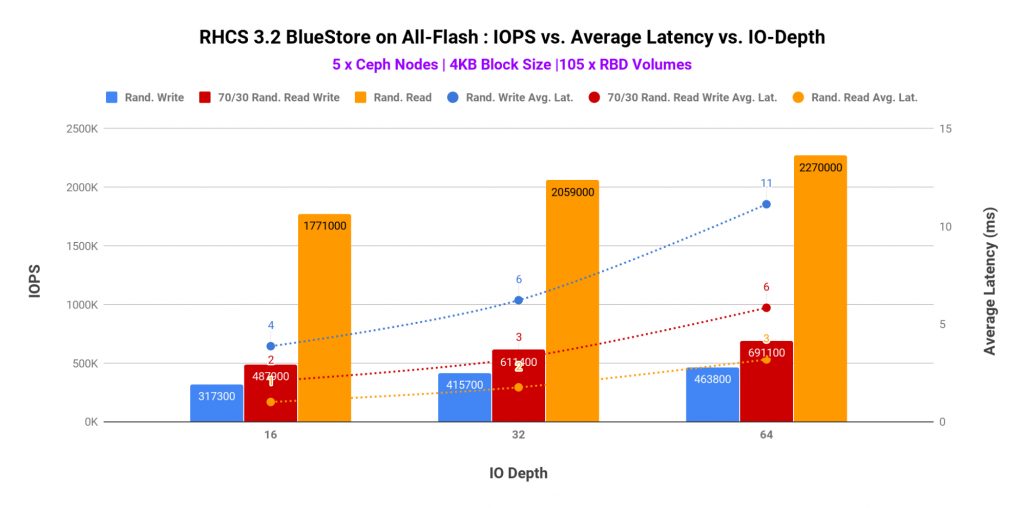 RHCS 3.2 BlueStore on All-Flash : IOPS vs. Average Latency vs. IO-Depth
5 x Ceph Nodes | 4KB Block Size |105 x RBD Volumes
Rand. Write 70/30 Rand. Read Write Rand. Read Rand. Write Avg. Lat. 70/30 Rand. Read Write Avg. Lat. Rand. Read Avg. Lat.
2500K
2000K
1500K
1000K
500K
0K
IOPS
15
10
5
0
Average Latency (ms)
317300
487900
1771000
4
2
1
415700
611400
2059000
6
3
2
463800
691100
2270000
11
6
3
16 32 64
IO Depth